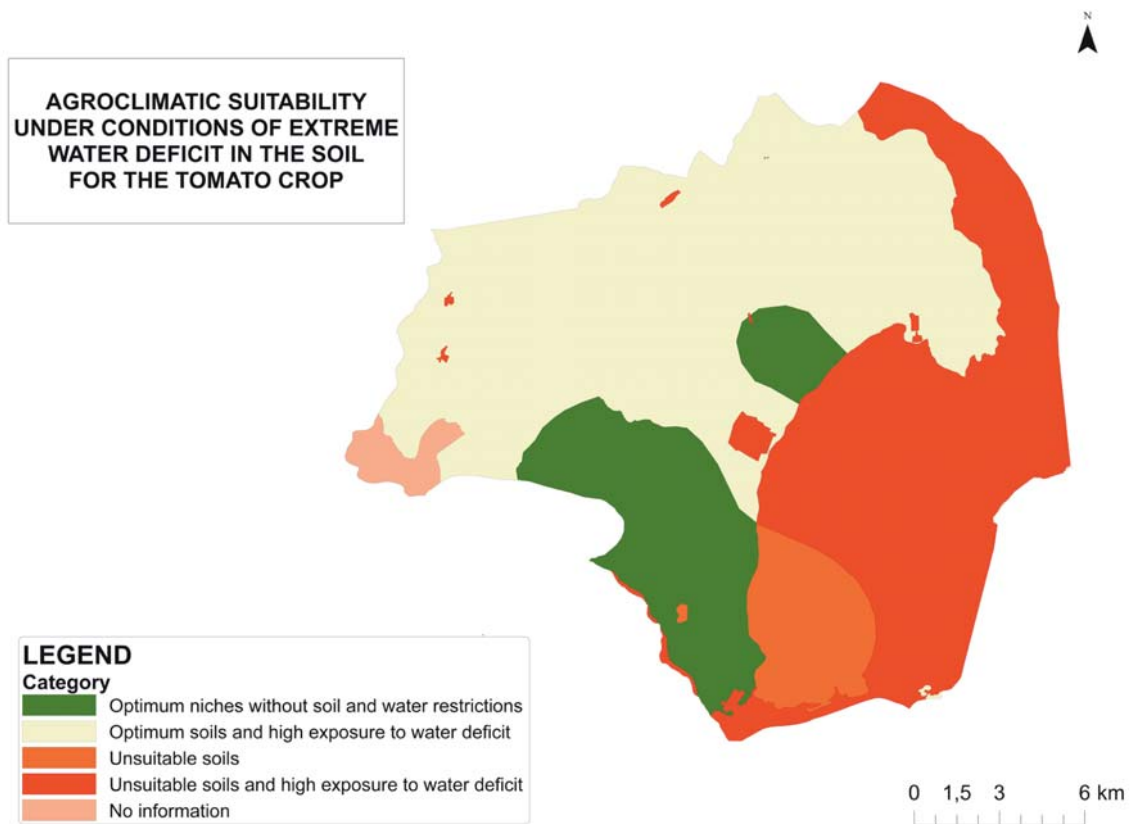 N
AGROCLIMATIC SUITABILITY
UNDER CONDITIONS OF EXTREME
WATER DEFICIT IN THE SOIL
FOR THE TOMATO CROP
LEGEND
Category
Optimum niches without soil and water restrictions
Optimum soils and high exposure to water deficit
Unsuitable soils
Unsuitable soils and high exposure to water deficit
No information
0 1,5 3 6 km